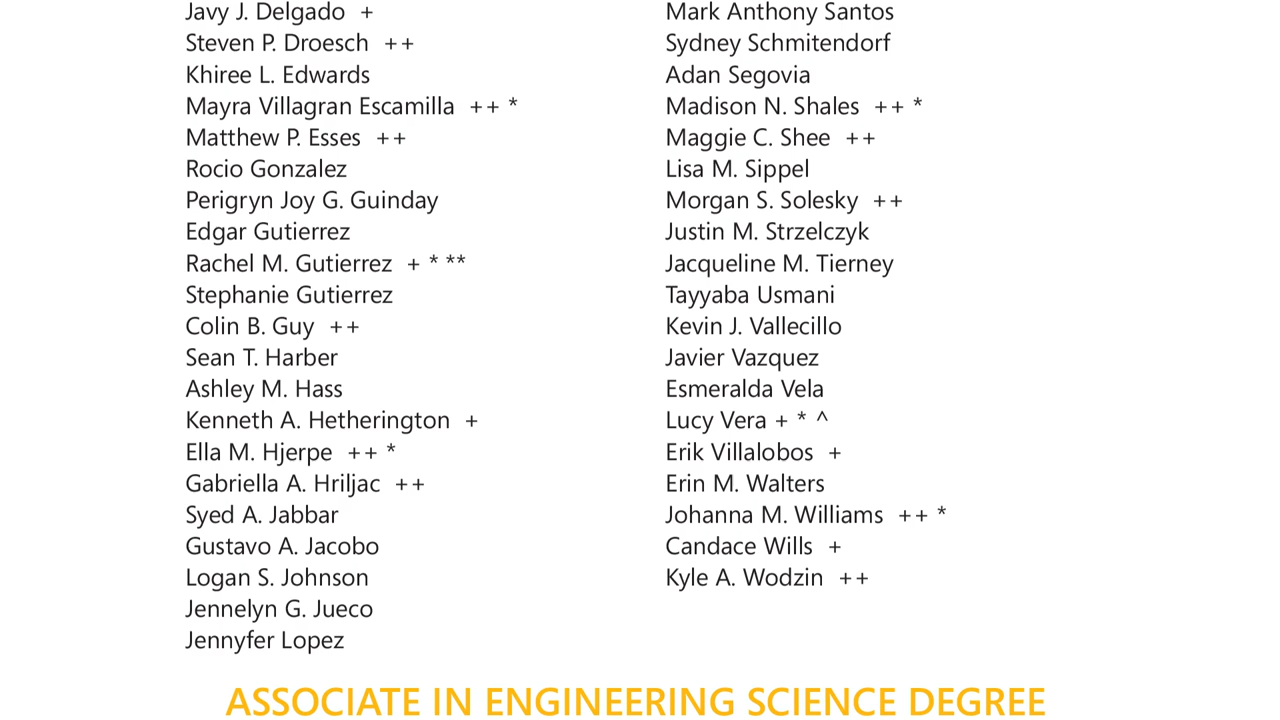 Javy J. Delgado +
Steven P. Droesch ++
Khiree L. Edwards
Mayra Villagran Escamilla ++ *
Matthew P. Esses ++
Rocio Gonzalez
Perigryn Joy G. Guinday
Edgar Gutierrez
Rachel M. Gutierrez + * **
Stephanie Gutierrez
Colin B. Guy ++
Sean T. Harber
Ashley M. Hass
Kenneth A. Hetherington +
Ella M. Hjerpe ++ *
Gabriella A. Hriljac ++
Syed A. Jabbar
Gustavo A. Jacobo
Logan S. Johnson
Jennelyn G. Jueco
Jennyfer Lopez
Mark Anthony Santos
Sydney Schmitendorf
Adan Segovia
Madison N. Shales ++ *
Maggie C. Shee ++
Lisa M. Sippel
Morgan S. Solesky ++
Justin M. Strzelczyk
Jacqueline M. Tierney
Tayyaba Usmani
Kevin J. Vallecillo
Javier Vazquez
Esmeralda Vela
Lucy Vera + * ^
Erik Villalobos +
Erin M. Walters
Johanna M. Williams ++ *
Candace Wills +
Kyle A. Wodzin ++
ASSOCIATE IN ENGINEERING SCIENCE DEGREE